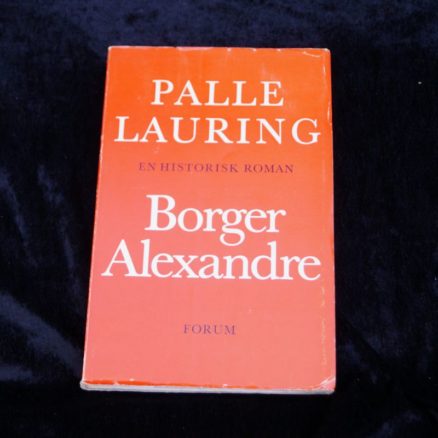 PALLE
LAURING
EN HISTORISK ROMAN
Borger
Alexandre
FORUM